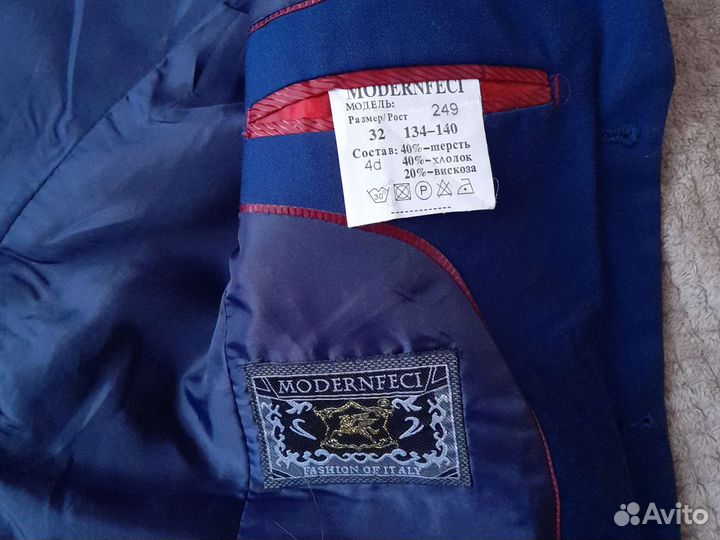 MODERNFECI
МОДЕЛЬ:
249
Размер/Рост
32 134-140
Состав: 40%-шерсть
4d 40%-хлопок
20%-вискоза
30 P
MODERNFECI
FASHION OF ITALY
Avito